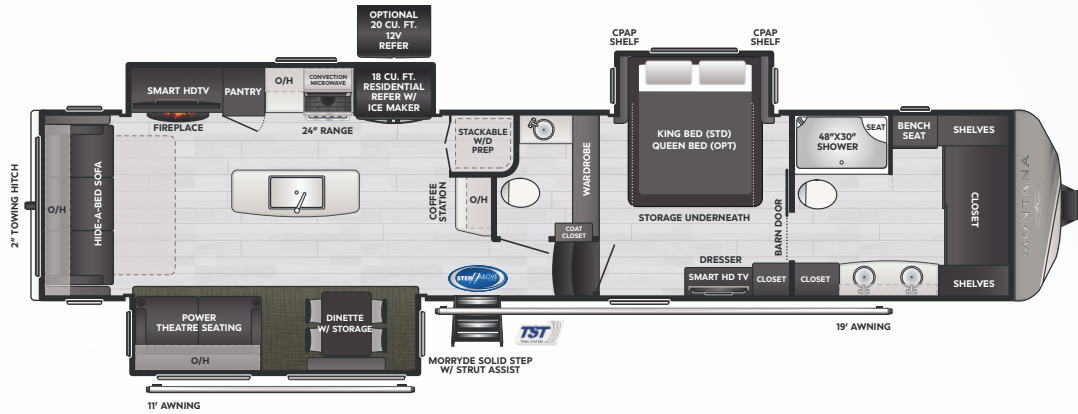 OPTIONAL
20 CU. FT.
12V
REFER
CPAP
SHELF
CPAP
SHELF
SMART HDTV
PANTRY
O/H
CONVECTION
MICROWAVE
18 CU. FT.
RESIDENTIAL
REFER W/
ICE MAKER
FIREPLACE
24" RANGE
STACKABLE
W/D
PREP
WARDROBE
KING BED (STD)
QUEEN BED (OPT)
48"X30"
SHOWER
SEAT
BENCH
SEAT
SHELVES
2" TOWING HITCH
O/H
HIDE-A-BED SOFA
COFFEE
STATION
O/H
COAT
CLOSET
STORAGE UNDERNEATH
BARN DOOR
CLOSET
MONTANA
STEP ABOVE
DRESSER
SMART HD TV
CLOSET
CLOSET
SHELVES
POWER
THEATRE SEATING
O/H
DINETTE
W/ STORAGE
TST
MORRYDE SOLID STEP
W/ STRUT ASSIST
19' AWNING
11' AWNING